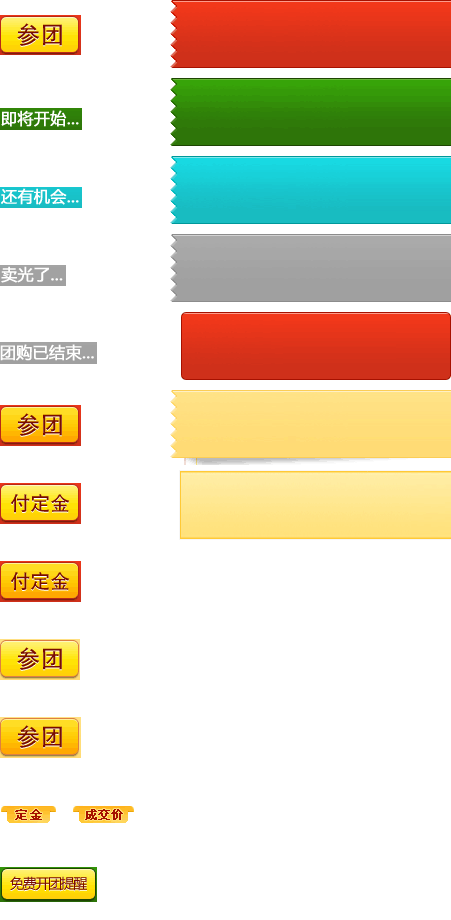 参团
即将开始...
还有机会...
卖光了...
团购已结束...
参团
付定金
付定金
参团
参团
定金 成交价
免费开团提醒